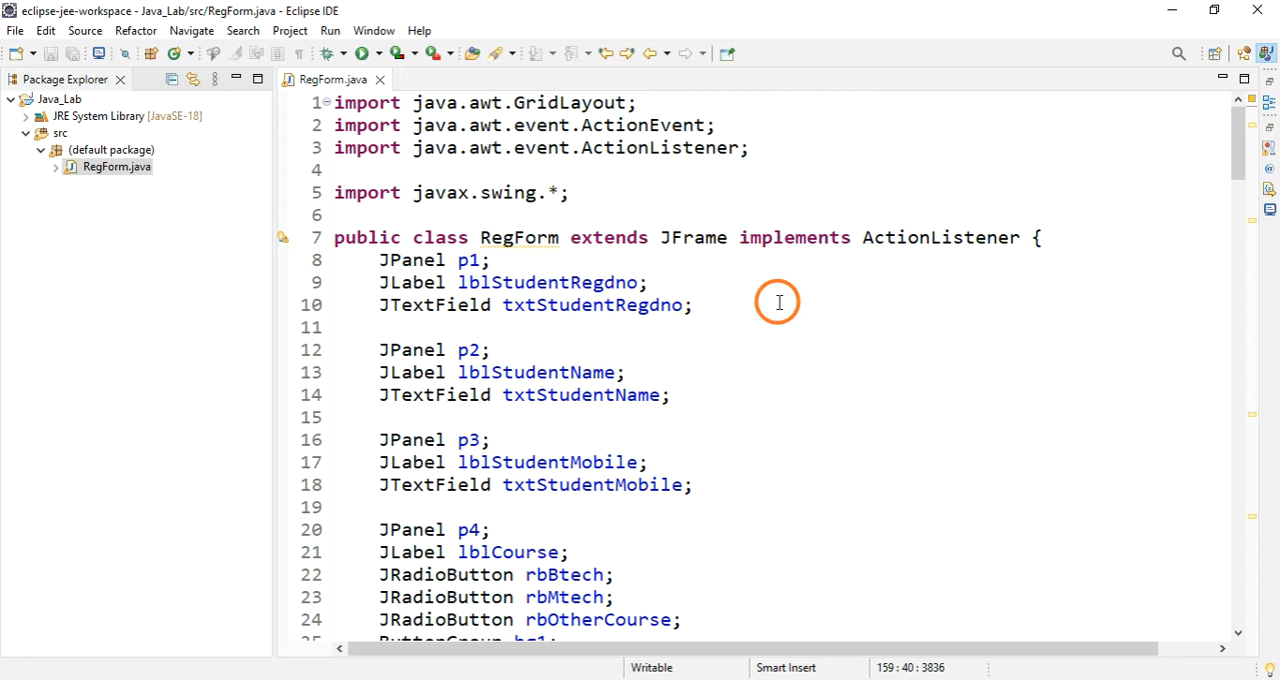 eclipse-jee-workspace - Java_Lab/src/RegForm.java - Eclipse IDE
File Edit Source Refactor Navigate Search Project Run Window Help
Package Explorer
RegForm.java
Java_Lab
JRE System Library [JavaSE-18]
src
(default package)
RegForm.java
1 import java.awt.GridLayout;
2 import java.awt.event.ActionEvent;
3 import java.awt.event.ActionListener;
4
5 import javax.swing.*;
6
7 public class RegForm extends JFrame implements ActionListener {
8 JPanel p1;
9 JLabel lblStudentRegdno;
10 JTextField txtStudentRegdno;
11
12 JPanel p2;
13 JLabel lblStudentName;
14 JTextField txtStudentName;
15
16 JPanel p3;
17 JLabel lblStudentMobile;
18 JTextField txtStudentMobile;
19
20 JPanel p4;
21 JLabel lblCourse;
22 JRadioButton rbBtech;
23 JRadioButton rbMtech;
24 JRadioButton rbOtherCourse;
25 ButtonGroup bg1;
Writable Smart Insert 159 : 40 : 3836